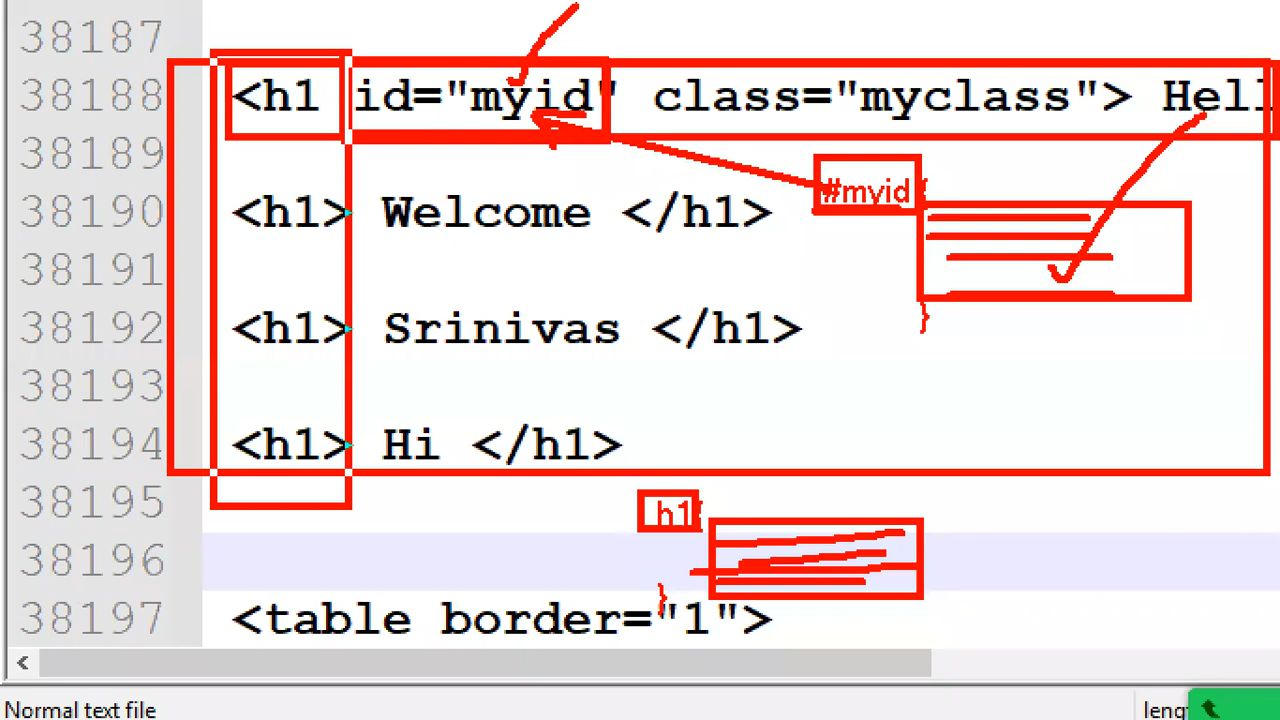 38187
38188 <h1 id="myid" class="myclass"> Hell
38189
#myid{
38190 <h1> Welcome </h1>
38191
38192 <h1> Srinivas </h1>
}
38193
38194 <h1> Hi </h1>
38195
h1{
38196
}
38197 <table border="1">
Normal text file